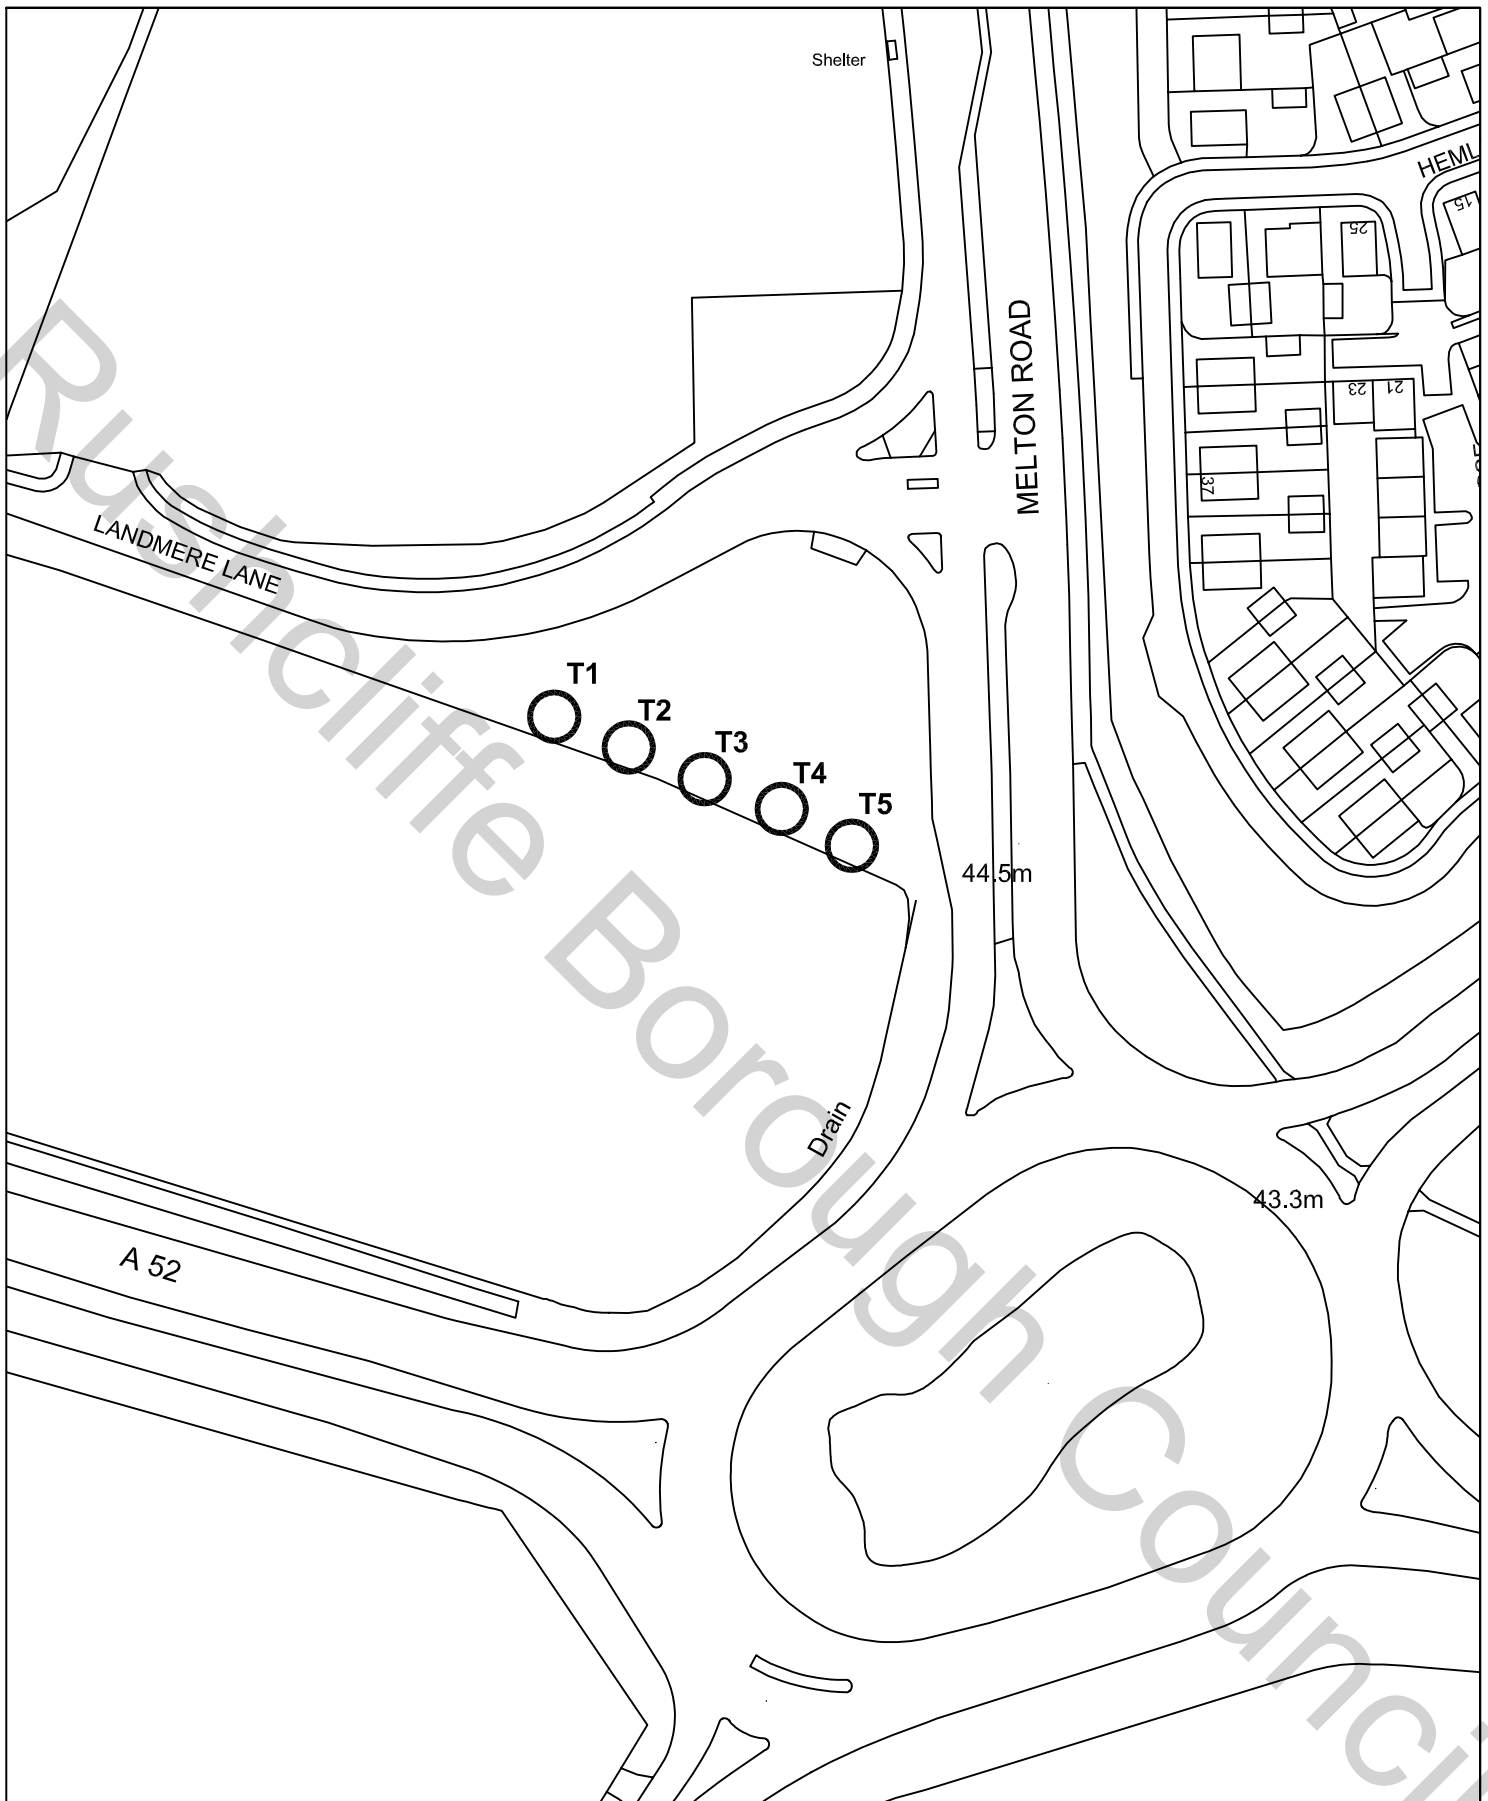 Shelter
HEML
15
25
MELTON ROAD
23
21
37
LANDMERE LANE
T1
T2
T3
T4
T5
44.5m
Drain
43.3m
A 52
Rushcliffe Borough Council